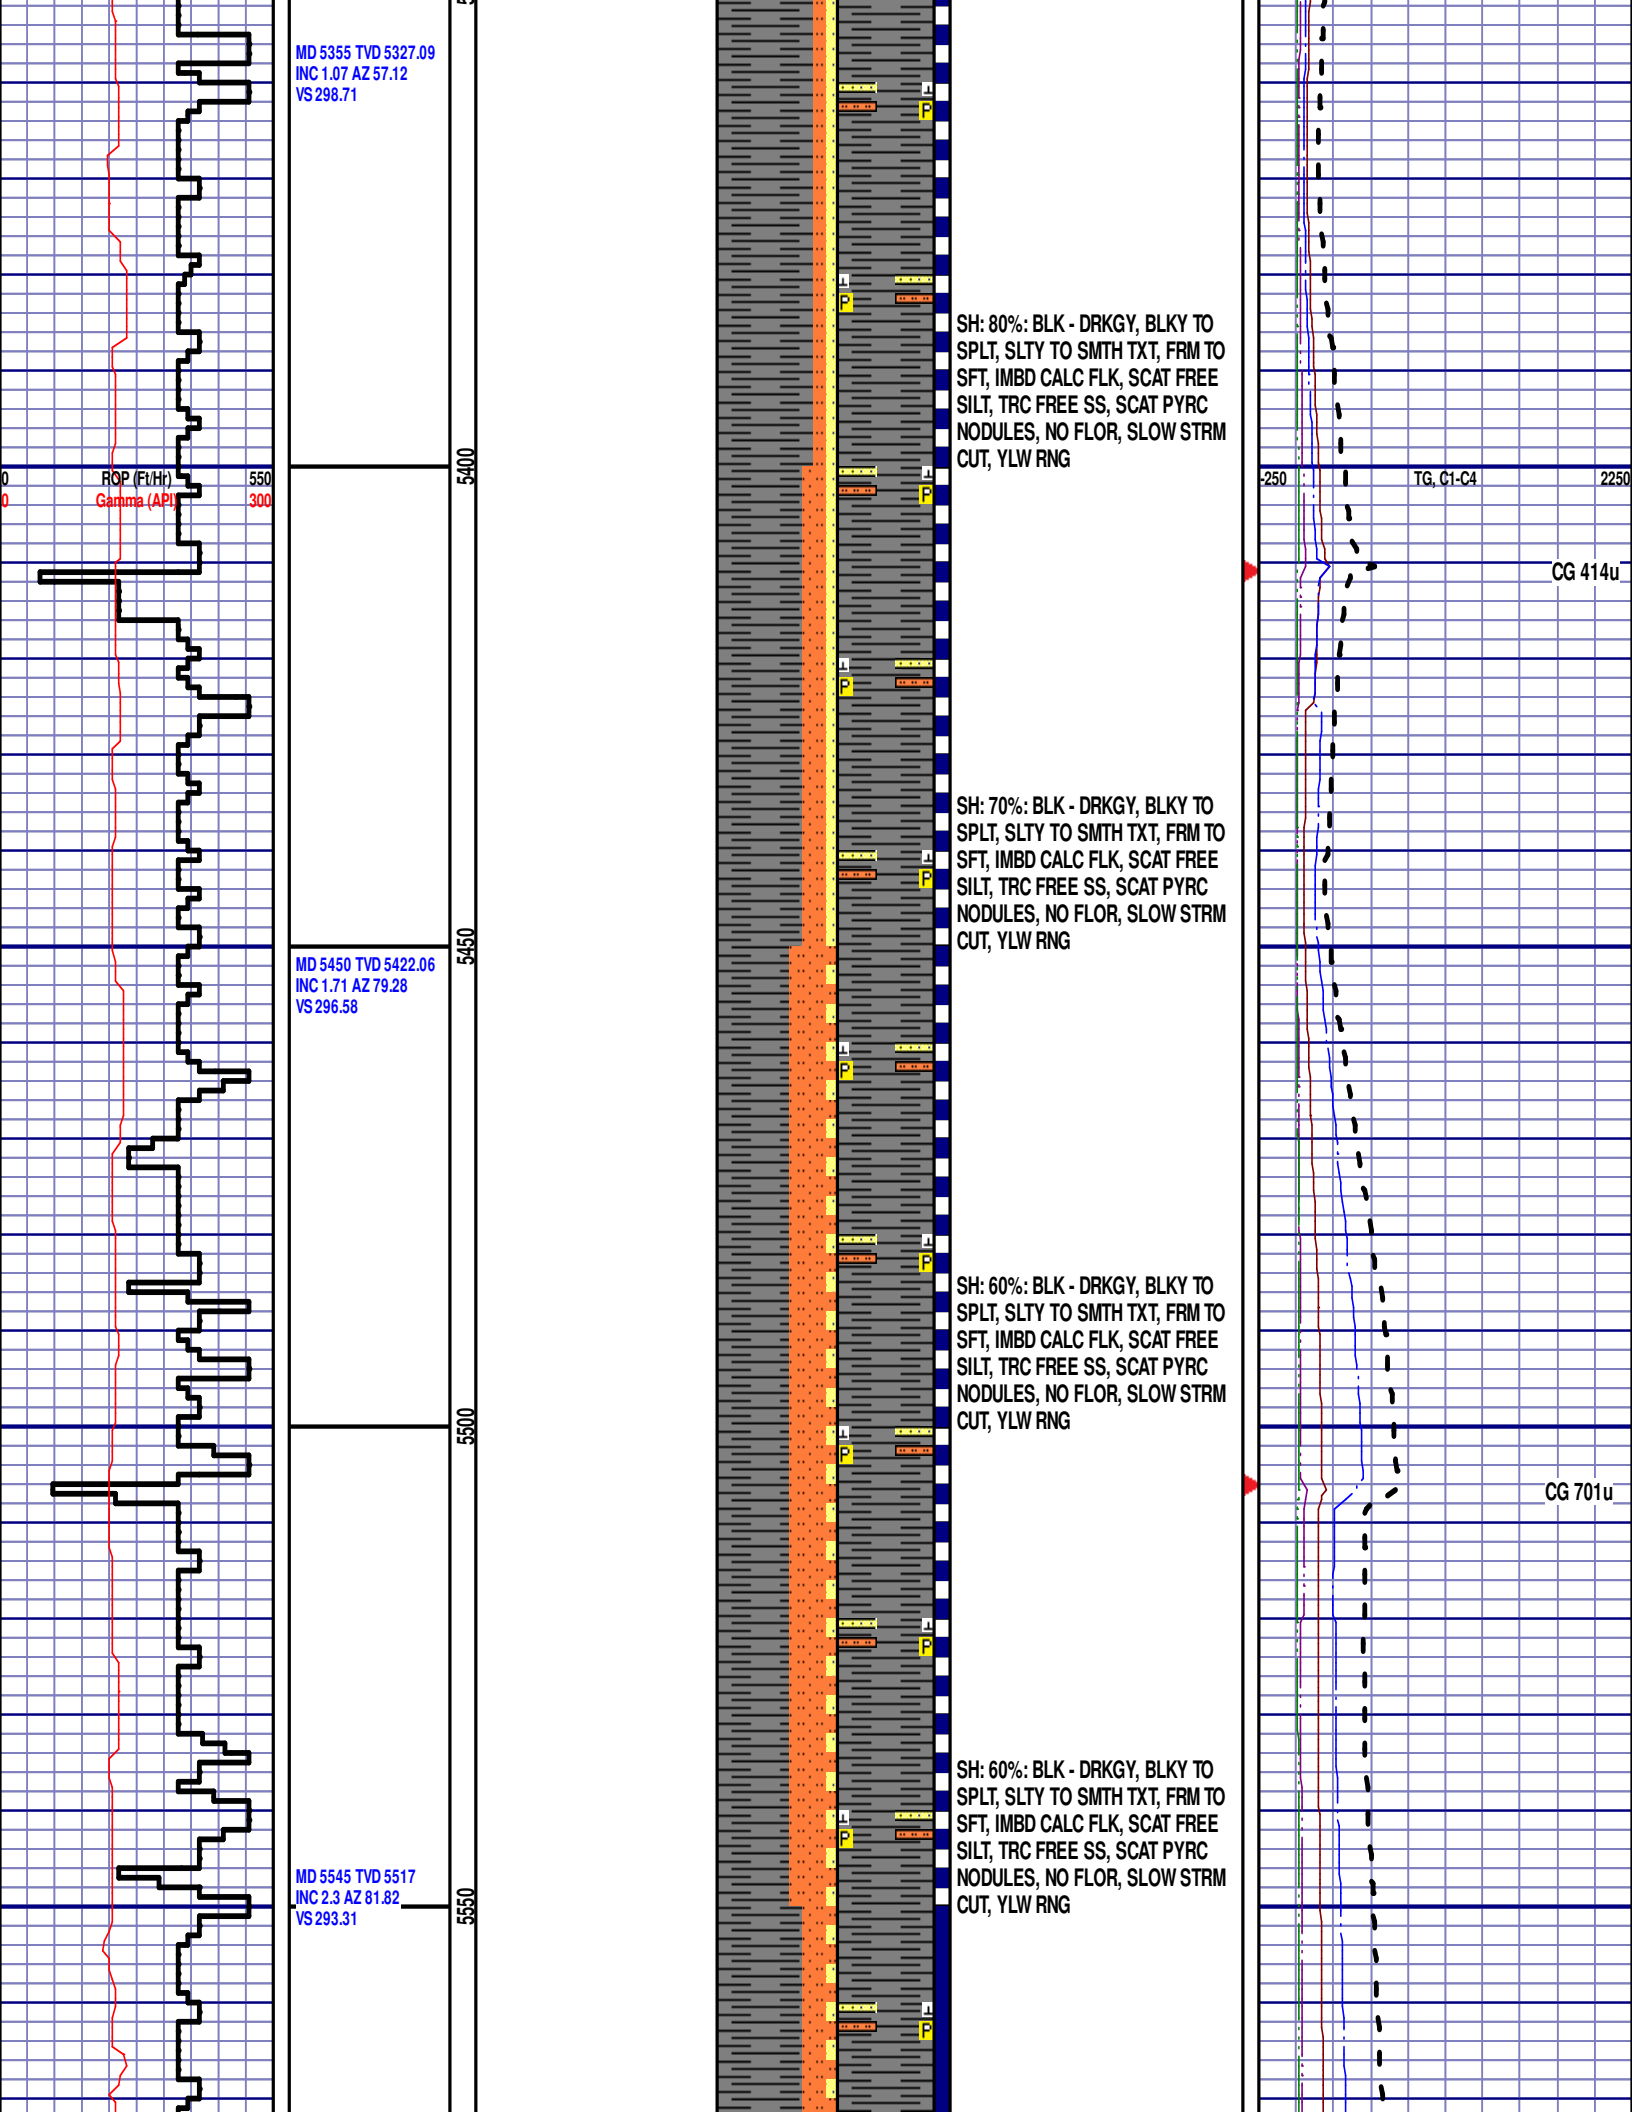 MD 5355 TVD 5327.09
INC 1.07 AZ 57.12
VS 298.71
P
P
SH: 80%: BLK - DRKGY, BLKY TO
SPLT, SLTY TO SMTH TXT, FRM TO
SFT, IMBD CALC FLK, SCAT FREE
SILT, TRC FREE SS, SCAT PYRC
NODULES, NO FLOR, SLOW STRM
CUT, YLW RNG
5400
0 ROP (Ft/Hr) 550
0 Gamma (API) 300
-250 TG, C1-C4 2250
P
CG 414u
P
SH: 70%: BLK - DRKGY, BLKY TO
SPLT, SLTY TO SMTH TXT, FRM TO
SFT, IMBD CALC FLK, SCAT FREE
SILT, TRC FREE SS, SCAT PYRC
NODULES, NO FLOR, SLOW STRM
CUT, YLW RNG
P
5450
MD 5450 TVD 5422.06
INC 1.71 AZ 79.28
VS 296.58
P
P
SH: 60%: BLK - DRKGY, BLKY TO
SPLT, SLTY TO SMTH TXT, FRM TO
SFT, IMBD CALC FLK, SCAT FREE
SILT, TRC FREE SS, SCAT PYRC
NODULES, NO FLOR, SLOW STRM
CUT, YLW RNG
5500
P
CG 701u
P
SH: 60%: BLK - DRKGY, BLKY TO
SPLT, SLTY TO SMTH TXT, FRM TO
SFT, IMBD CALC FLK, SCAT FREE
SILT, TRC FREE SS, SCAT PYRC
NODULES, NO FLOR, SLOW STRM
CUT, YLW RNG
P
MD 5545 TVD 5517
INC 2.3 AZ 81.82
VS 293.31
5550
P